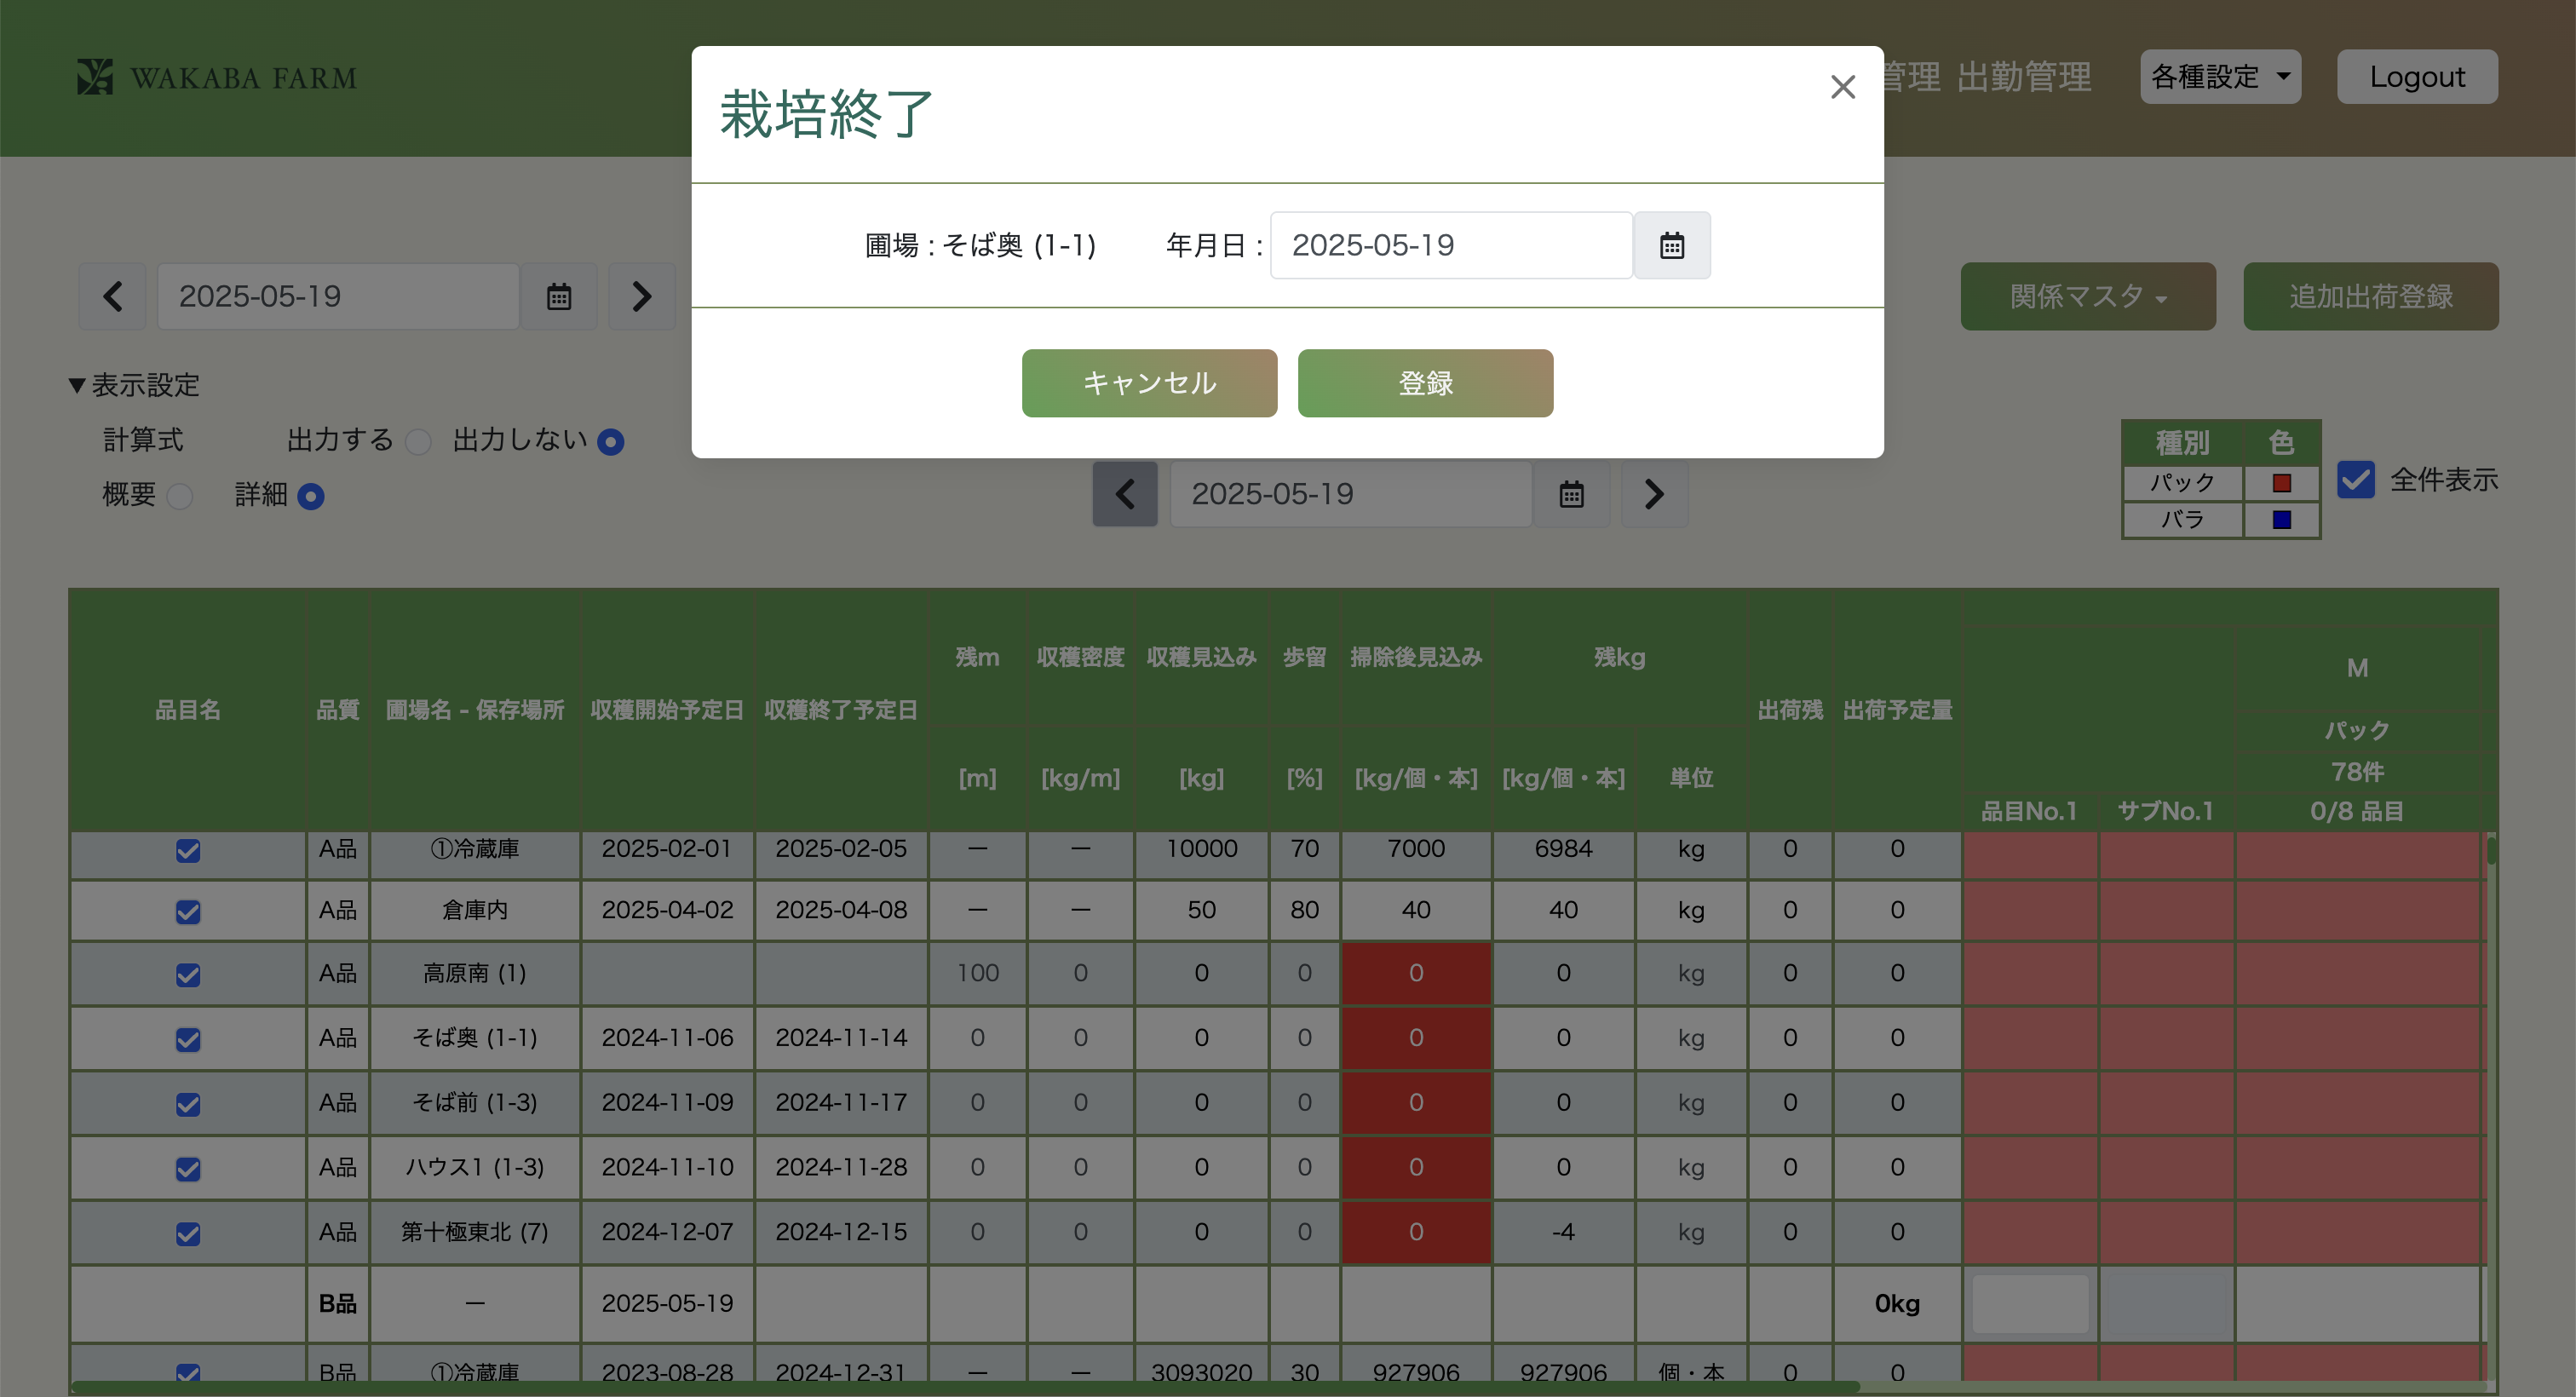 WAKABA FARM
管理 出勤管理 各種設定 Logout
栽培終了
圃場 : そば奥 (1-1) 年月日 : 2025-05-19
キャンセル 登録
2025-05-19 関係マスタ 追加出荷登録
▼表示設定
計算式 出力する 出力しない
概要 詳細
2025-05-19
種別 色
パック
バラ
全件表示
品目名 品質 圃場名 - 保存場所 収穫開始予定日 収穫終了予定日 残m 収穫密度 収穫見込み 歩留 掃除後見込み 残kg 出荷残 出荷予定量 M
[m] [kg/m] [kg] [%] [kg/個・本] [kg/個・本] 単位 パック
78件
品目No.1 サブNo.1 0/8 品目
A品 ①冷蔵庫 2025-02-01 2025-02-05 ー ー 10000 70 7000 6984 kg 0 0
A品 倉庫内 2025-04-02 2025-04-08 ー ー 50 80 40 40 kg 0 0
A品 高原南 (1) 100 0 0 0 0 0 kg 0 0
A品 そば奥 (1-1) 2024-11-06 2024-11-14 0 0 0 0 0 0 kg 0 0
A品 そば前 (1-3) 2024-11-09 2024-11-17 0 0 0 0 0 0 kg 0 0
A品 ハウス1 (1-3) 2024-11-10 2024-11-28 0 0 0 0 0 0 kg 0 0
A品 第十極東北 (7) 2024-12-07 2024-12-15 0 0 0 0 0 -4 kg 0 0
B品 ー 2025-05-19 0kg
B品 ①冷蔵庫 2023-08-28 2024-12-31 ー ー 3093020 30 927906 927906 個・本 0 0